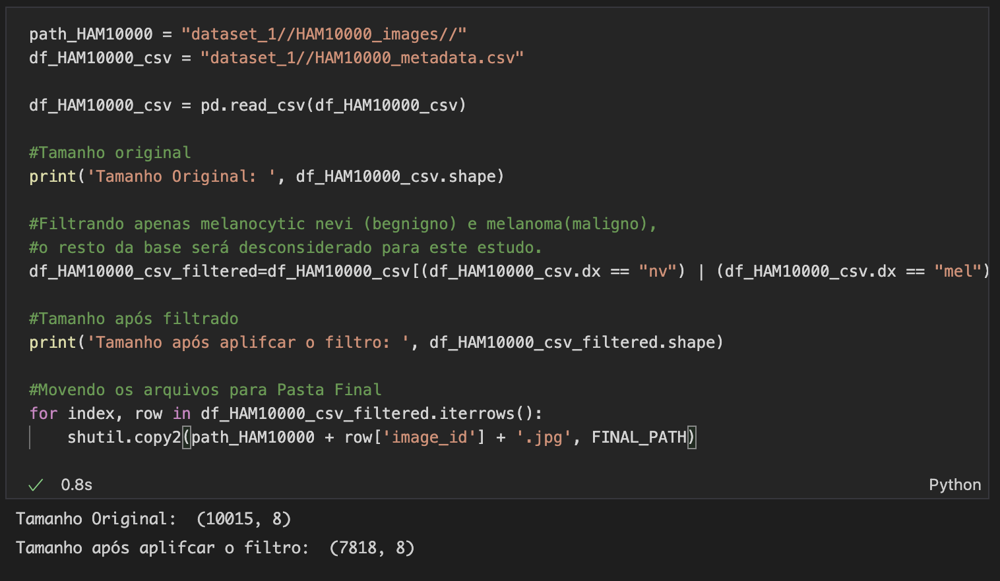 path_HAM10000 = "dataset_1//HAM10000_images//"
df_HAM10000_csv = "dataset_1//HAM10000_metadata.csv"
df_HAM10000_csv = pd.read_csv(df_HAM10000_csv)
#Tamanho original
print('Tamanho Original: ', df_HAM10000_csv.shape)
#Filtrando apenas melanocytic nevi (begnigno) e melanoma(maligno),
#o resto da base será desconsiderado para este estudo.
df_HAM10000_csv_filtered=df_HAM10000_csv[(df_HAM10000_csv.dx == "nv") | (df_HAM10000_csv.dx == "mel")
#Tamanho após filtrado
print('Tamanho após aplifcar o filtro: ', df_HAM10000_csv_filtered.shape)
#Movendo os arquivos para Pasta Final
for index, row in df_HAM10000_csv_filtered.iterrows():
    shutil.copy2(path_HAM10000 + row['image_id'] + '.jpg', FINAL_PATH)
0.8s
Python
Tamanho Original:  (10015, 8)
Tamanho após aplifcar o filtro:  (7818, 8)